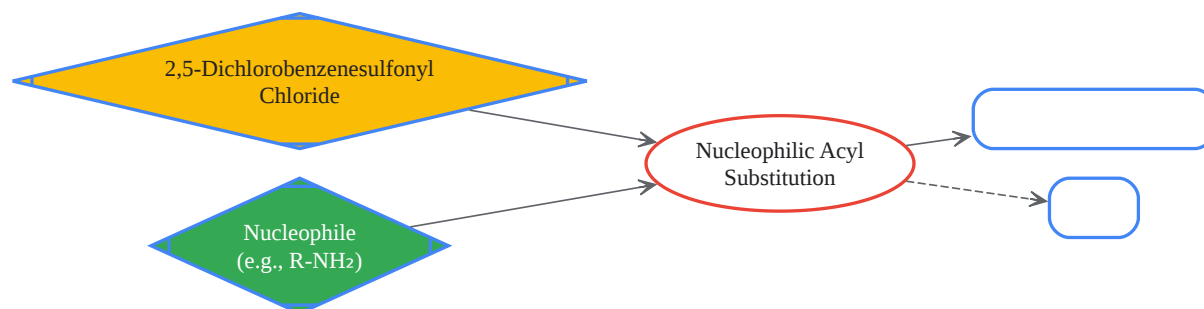 2,5-Dichlorobenzenesulfonyl
Chloride
Nucleophilic Acyl
Substitution
Nucleophile
(e.g., R-NH₂)